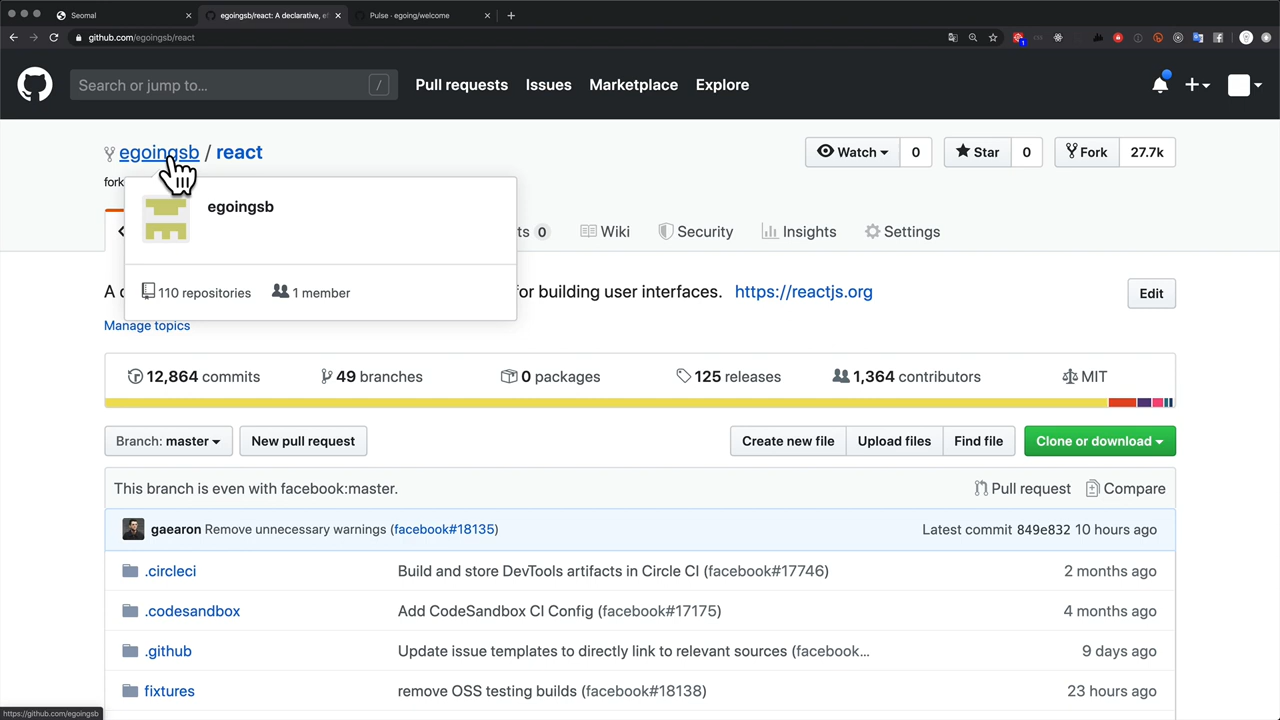 Seomal
egoingsb/react: A declarative, ef
Pulse · egoing/welcome
github.com/egoingsb/react
1
Search or jump to…
/
Pull requests
Issues
Marketplace
Explore
egoingsb / react
Watch
0
Star
0
Fork
27.7k
fork
egoingsb
ts 0
Wiki
Security
Insights
Settings
110 repositories
1 member
for building user interfaces.
https://reactjs.org
Edit
Manage topics
12,864 commits
49 branches
0 packages
125 releases
1,364 contributors
MIT
Branch: master
New pull request
Create new file
Upload files
Find file
Clone or download
This branch is even with facebook:master.
Pull request
Compare
gaearon Remove unnecessary warnings (facebook#18135)
Latest commit 849e832 10 hours ago
.circleci
Build and store DevTools artifacts in Circle CI (facebook#17746)
2 months ago
.codesandbox
Add CodeSandbox CI Config (facebook#17175)
4 months ago
.github
Update issue templates to directly link to relevant sources (facebook…
9 days ago
fixtures
remove OSS testing builds (facebook#18138)
23 hours ago
https://github.com/egoingsb